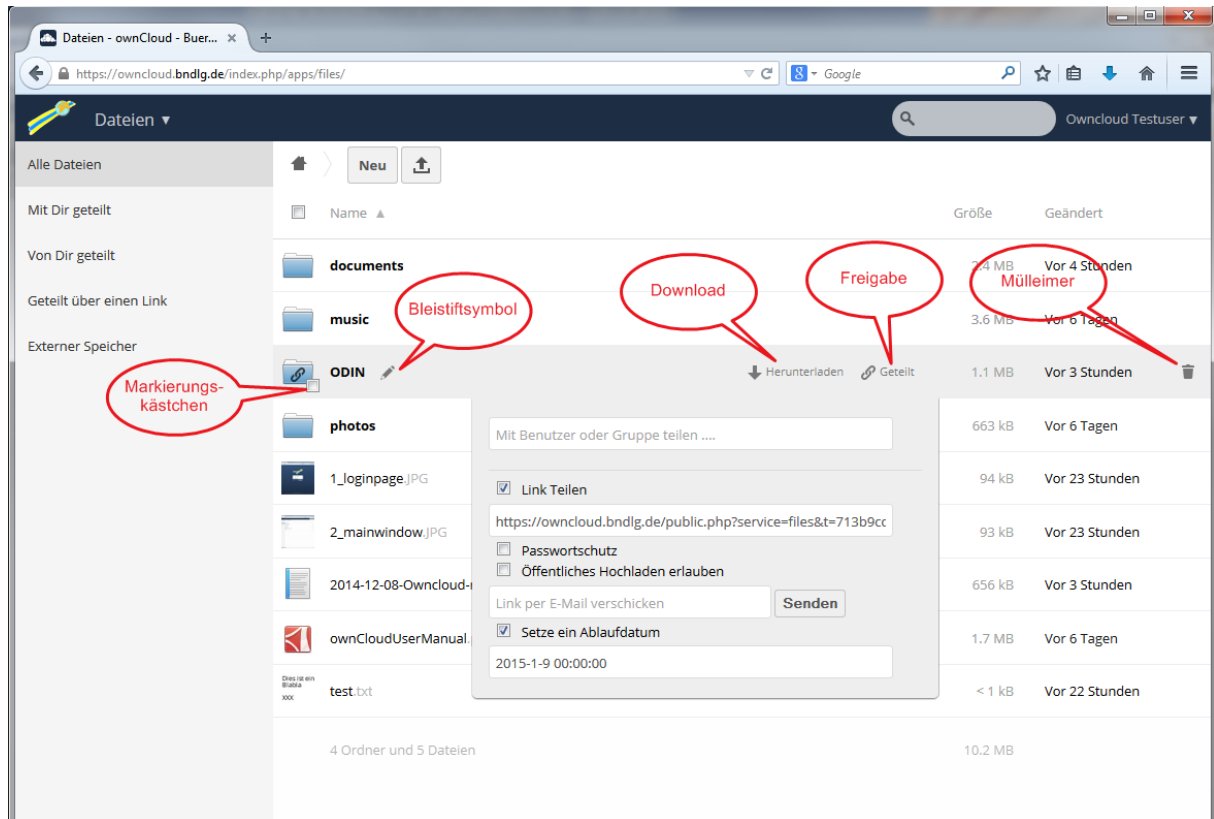 Dateien - ownCloud - Buer...
https://owncloud.bndlg.de/index.php/apps/files/
8 Google
Dateien
Owncloud Testuser
Alle Dateien
Mit Dir geteilt
Von Dir geteilt
Geteilt über einen Link
Externer Speicher
Neu
Name Größe Geändert
documents MB Vor 4 Stunden
music 3.6 MB Vor 6 Tagen
ODIN Herunterladen Geteilt 1.1 MB Vor 3 Stunden
photos 663 kB Vor 6 Tagen
1_loginpage.JPG 94 kB Vor 23 Stunden
2_mainwindow.JPG 93 kB Vor 23 Stunden
2014-12-08-Owncloud- 656 kB Vor 3 Stunden
ownCloudUserManual. 1.7 MB Vor 6 Tagen
Dies ist ein
Blabla
xxx
test.txt < 1 kB Vor 22 Stunden
4 Ordner und 5 Dateien 10.2 MB
Markierungs-
kästchen
Bleistiftsymbol
Download
Freigabe
Mülleimer
Mit Benutzer oder Gruppe teilen ....
Link Teilen
https://owncloud.bndlg.de/public.php?service=files&t=713b9cc
Passwortschutz
Öffentliches Hochladen erlauben
Link per E-Mail verschicken Senden
Setze ein Ablaufdatum
2015-1-9 00:00:00